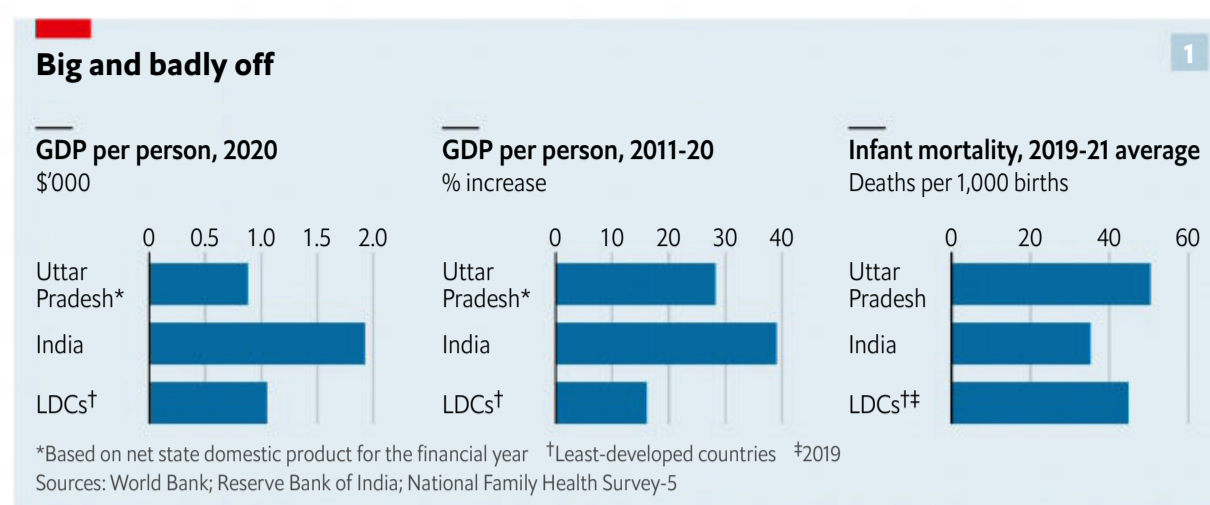 Big and badly off
1
GDP per person, 2020
$'000
0 0.5 1.0 1.5 2.0
Uttar
Pradesh*
India
LDCs†
GDP per person, 2011-20
% increase
0 10 20 30 40
Uttar
Pradesh*
India
LDCs†
Infant mortality, 2019-21 average
Deaths per 1,000 births
0 20 40 60
Uttar
Pradesh
India
LDCs†‡
*Based on net state domestic product for the financial year †Least-developed countries ‡2019
Sources: World Bank; Reserve Bank of India; National Family Health Survey-5